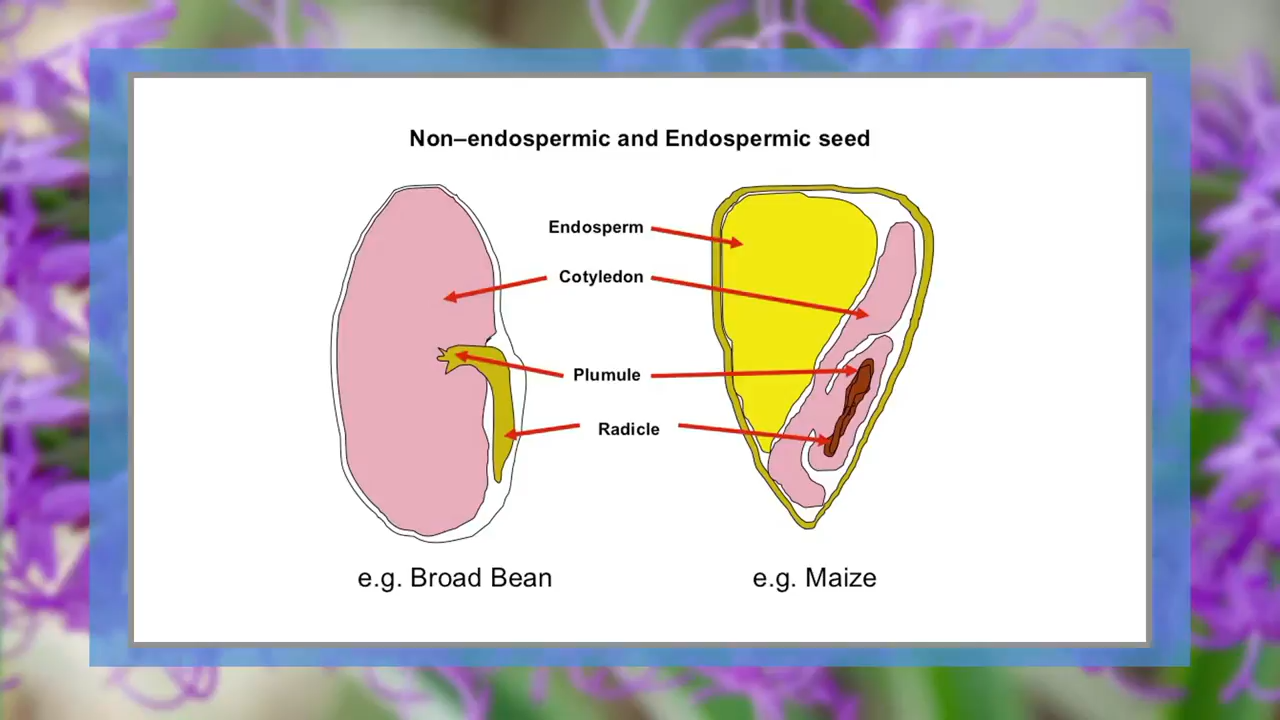 Non–endospermic and Endospermic seed
Endosperm
Cotyledon
Plumule
Radicle
e.g. Broad Bean
e.g. Maize